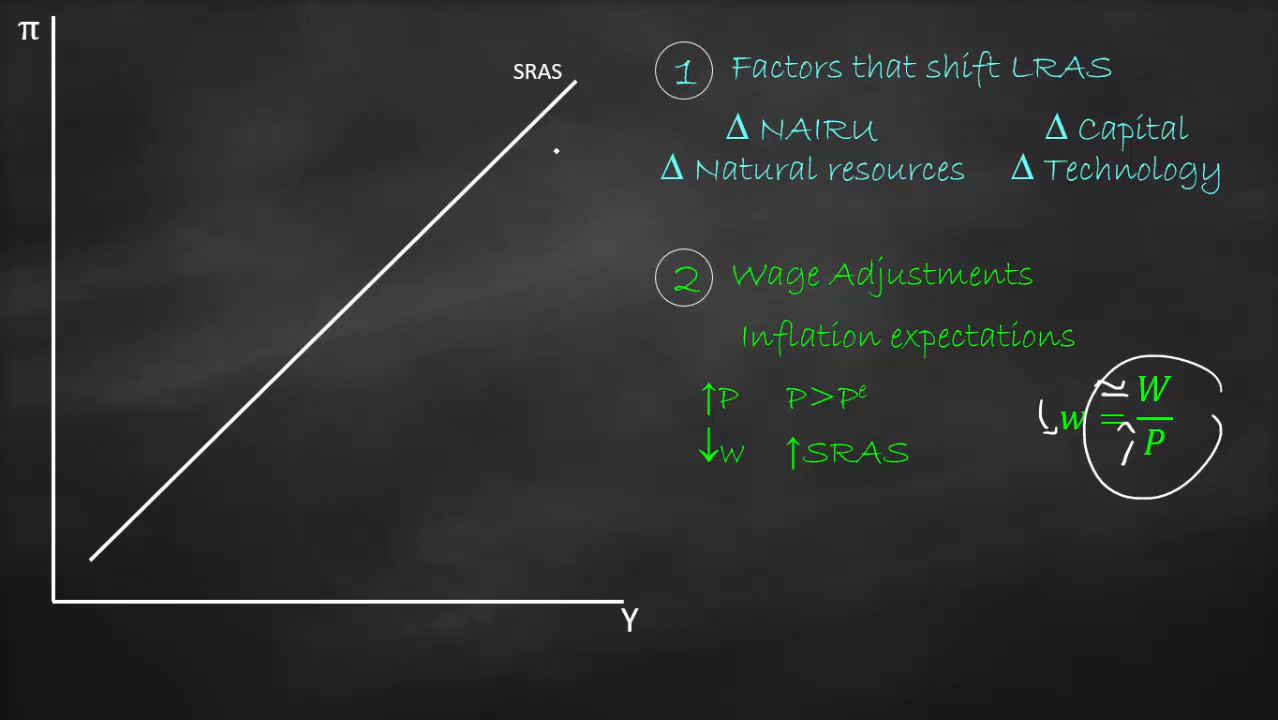 π
SRAS
Y
1 Factors that shift LRAS
Δ NAIRU Δ Capital
Δ Natural resources Δ Technology
2 Wage Adjustments
Inflation expectations
↑P P>Pᵉ
↓w ↑SRAS
w = W/P